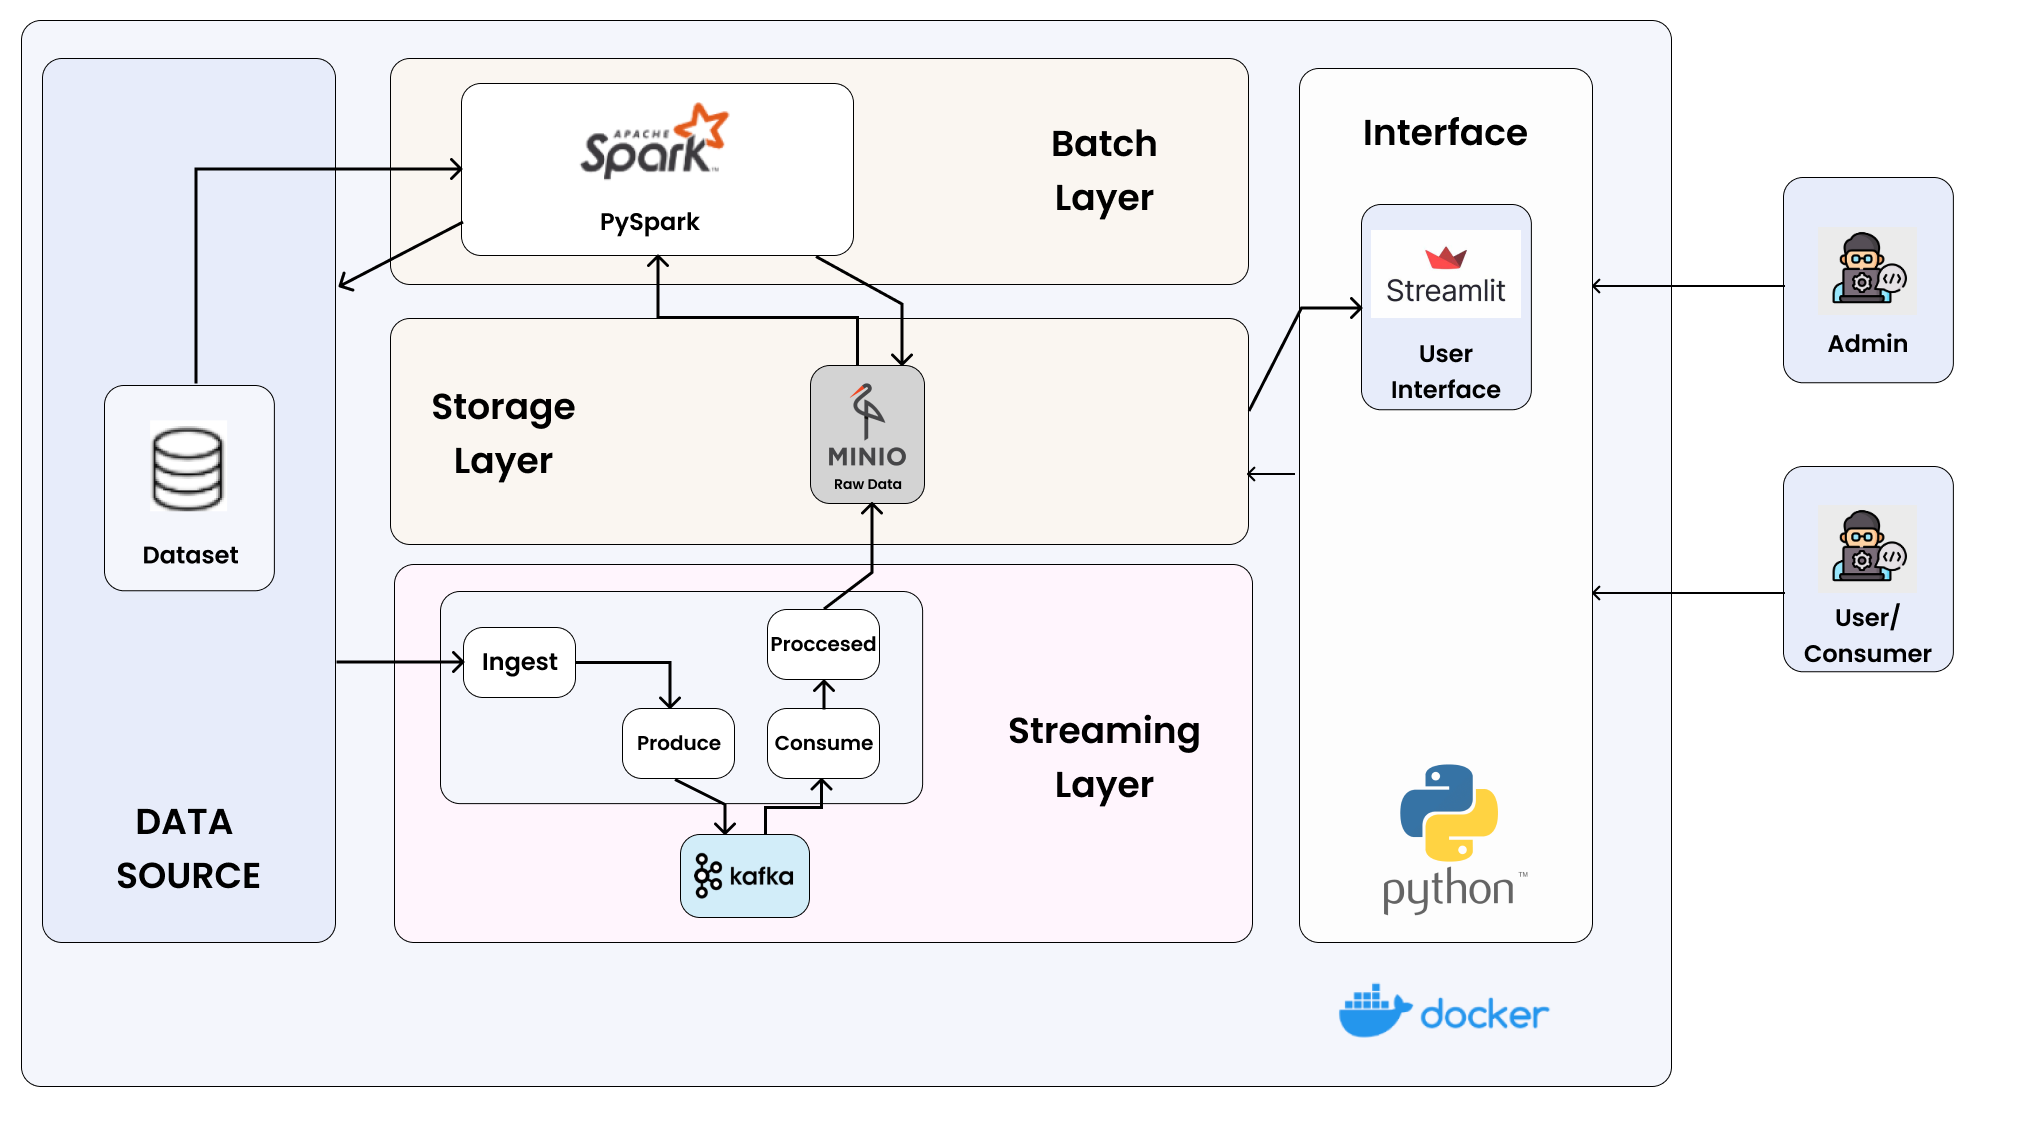 APACHE
Spark™
PySpark
Batch
Layer
Interface
Streamlit
User
Interface
Admin
Storage
Layer
MINIO
Raw Data
Dataset
User/
Consumer
Ingest
Proccesed
Produce
Consume
Streaming
Layer
kafka
DATA
SOURCE
python™
docker